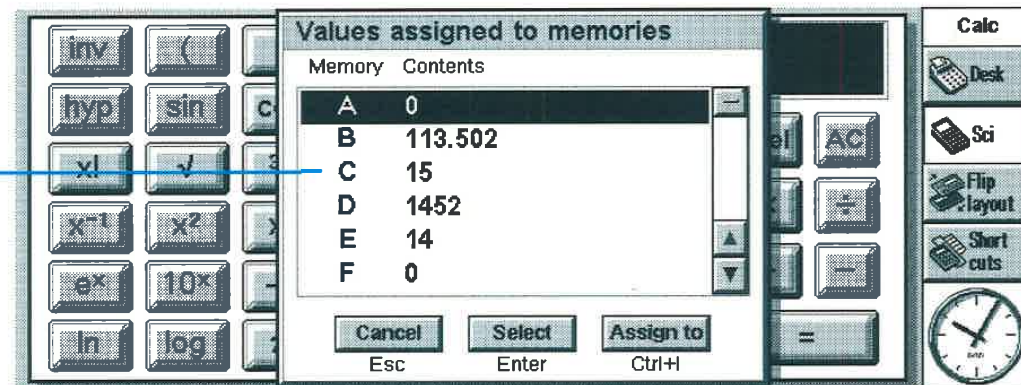 Values assigned to memories
Memory Contents
A 0
B 113.502
C 15
D 1452
E 14
F 0
Cancel Select Assign to
Esc Enter Ctrl+I
inv (
hyp sin
x! √
x⁻¹ x²
eˣ 10ˣ
ln log
AC
÷
−
=
Calc
Desk
Sci
Flip
layout
Short
cuts